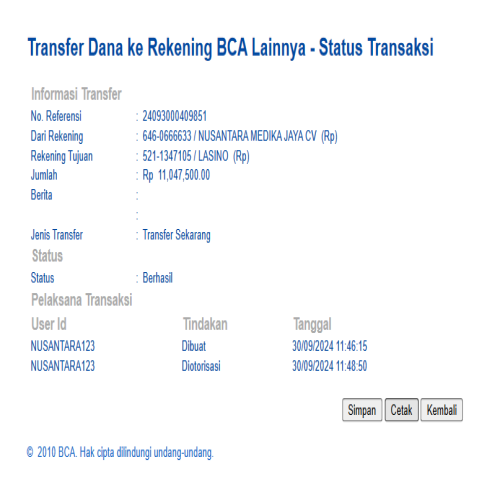 Transfer Dana ke Rekening BCA Lainnya - Status Transaksi
Informasi Transfer
No. Referensi : 24093000409851
Dari Rekening : 646-0666633 / NUSANTARA MEDIKA JAYA CV (Rp)
Rekening Tujuan : 521-1347105 / LASINO (Rp)
Jumlah : Rp 11,047,500.00
Berita :
:
Jenis Transfer : Transfer Sekarang
Status
Status : Berhasil
Pelaksana Transaksi
User Id Tindakan Tanggal
NUSANTARA123 Dibuat 30/09/2024 11:46:15
NUSANTARA123 Diotorisasi 30/09/2024 11:48:50
Simpan Cetak Kembali
© 2010 BCA. Hak cipta dilindungi undang-undang.